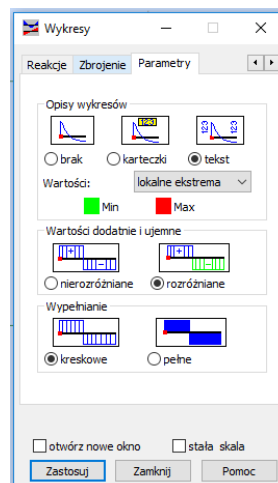 Wykresy
Reakcje Zbrojenie Parametry
Opisy wykresów
123 123 123
brak karteczki tekst
Wartości: lokalne ekstrema
Min Max
Wartości dodatnie i ujemne
nierozróżniane rozróżniane
Wypełnianie
kreskowe pełne
otwórz nowe okno stała skala
Zastosuj Zamknij Pomoc